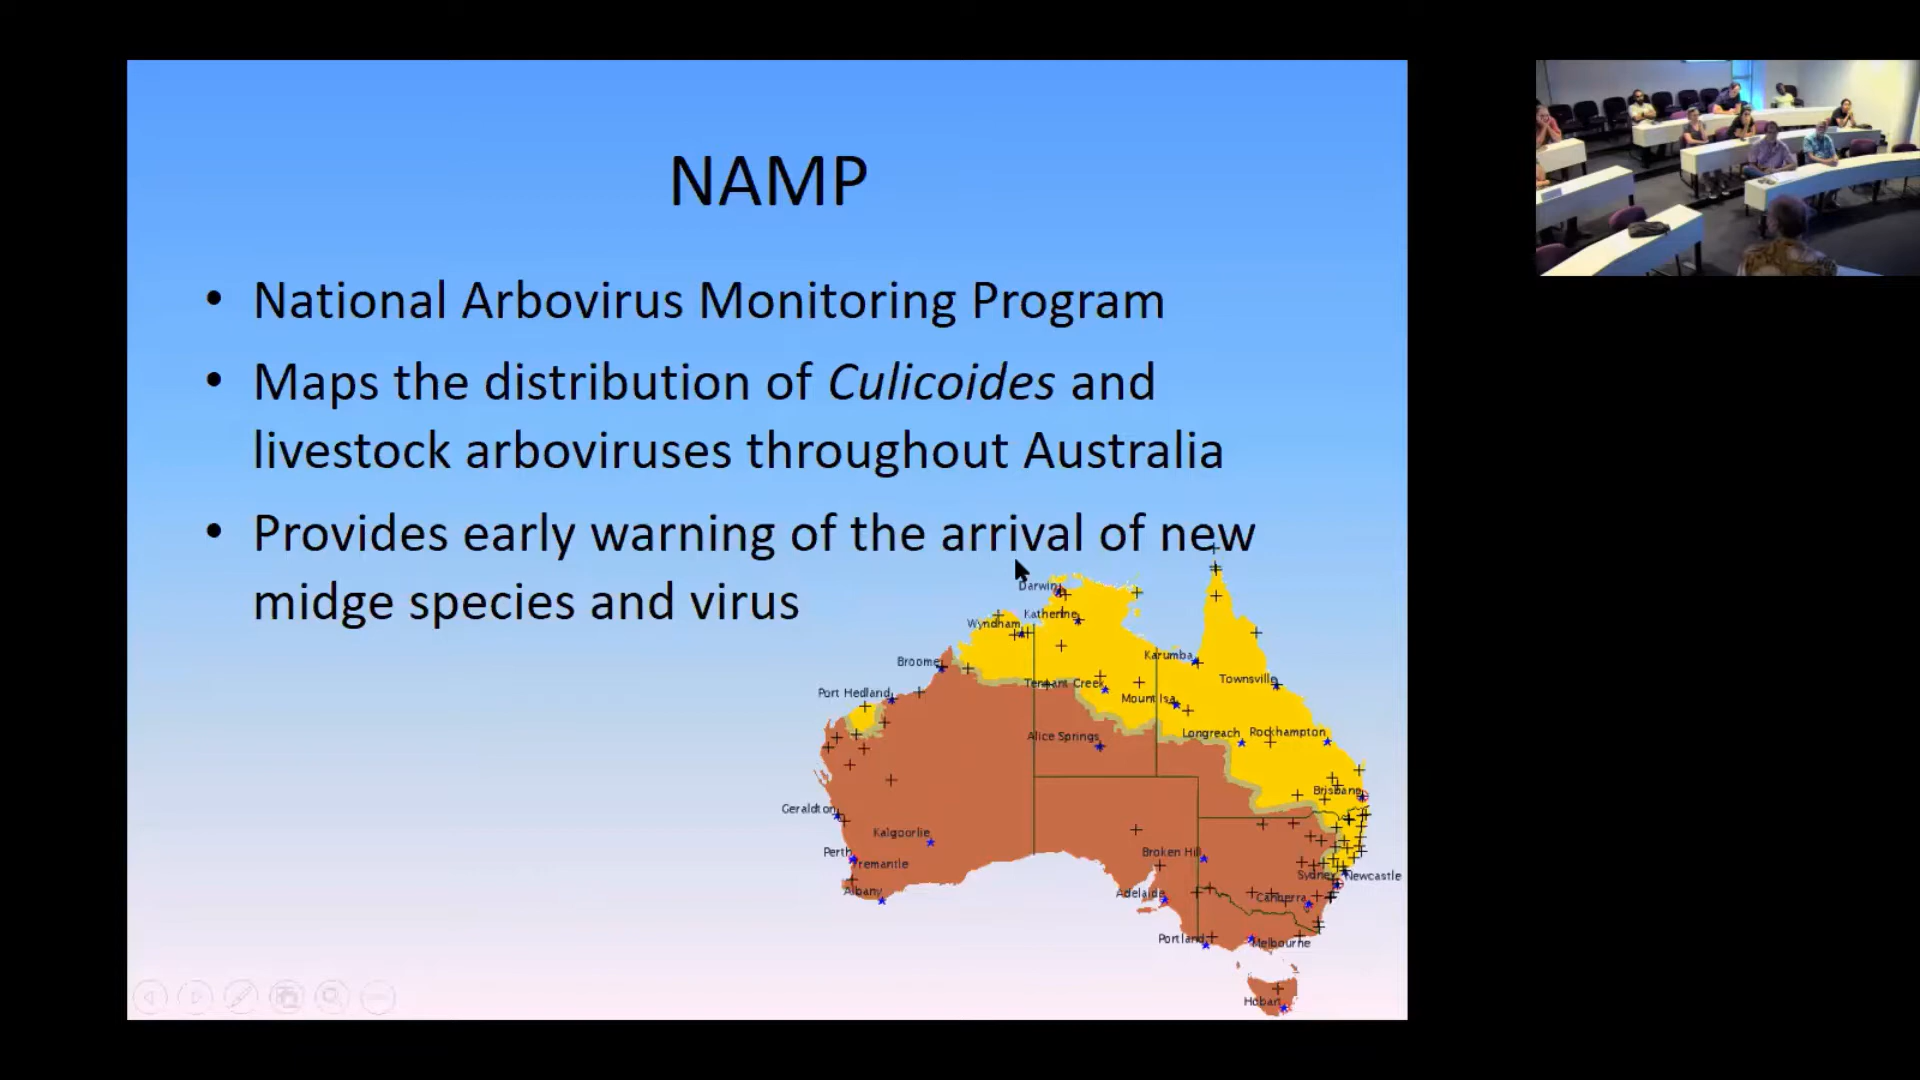 NAMP
• National Arbovirus Monitoring Program
• Maps the distribution of Culicoides and
livestock arboviruses throughout Australia
• Provides early warning of the arrival of new
midge species and virus
Darwin
Katherine
Wyndham
Karumba
Broome
Townsville
Tennant Creek
Port Hedland
Mount Isa
Longreach
Rockhampton
Alice Springs
Brisbane
Geraldton
Kalgoorlie
Perth
Broken Hill
Fremantle
Sydney
Newcastle
Albany
Adelaide
Canberra
Portland
Melbourne
Hobart